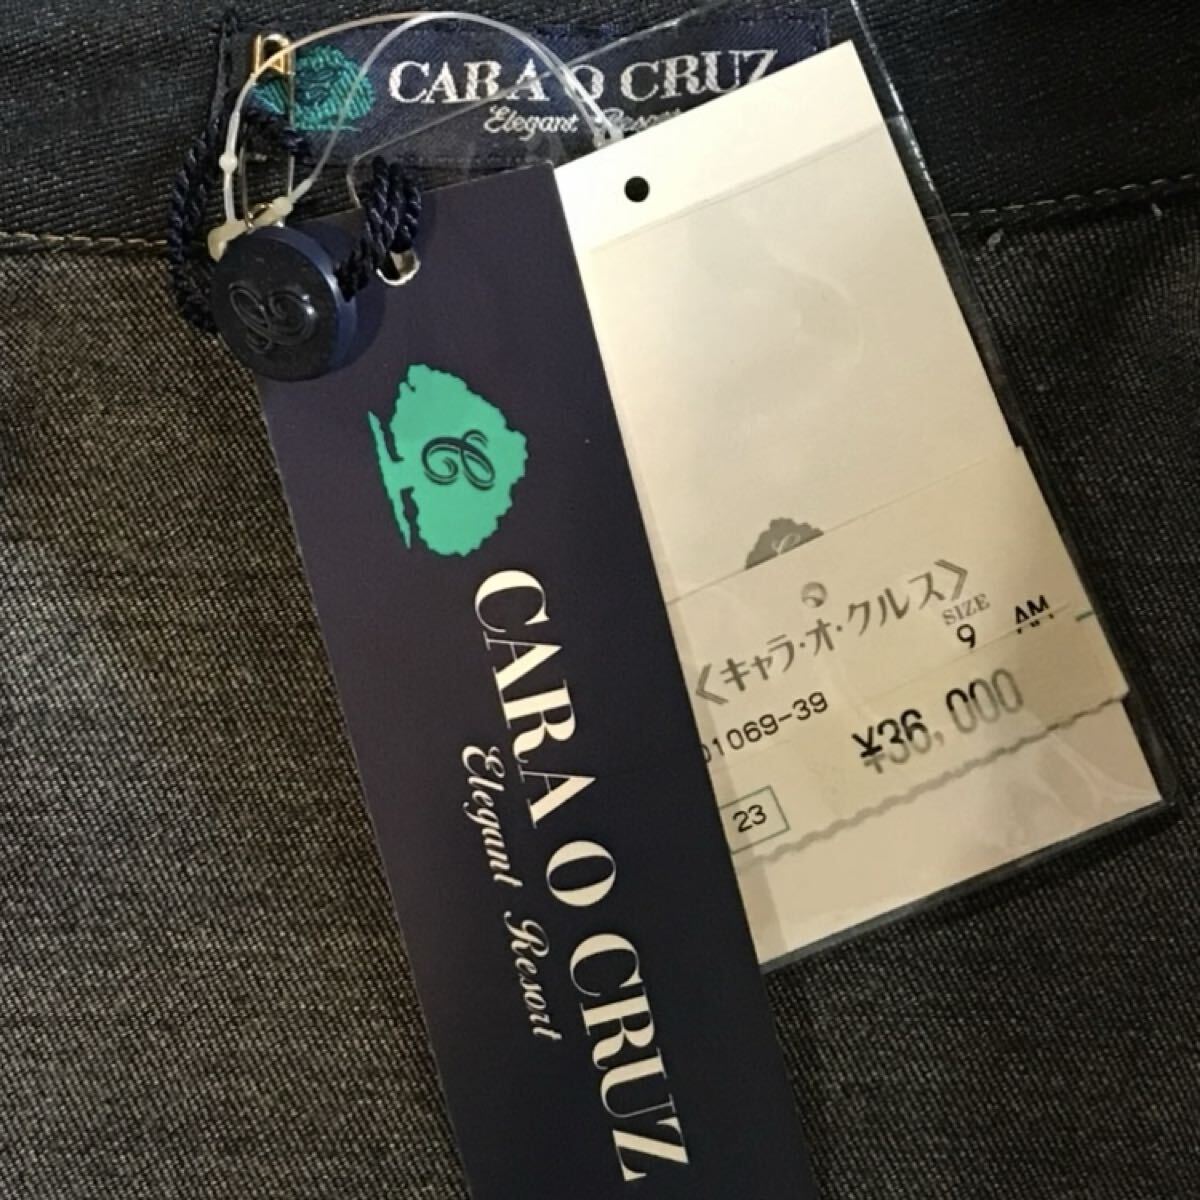 CARA O CRUZ
Elegant Resort
CARA O CRUZ
Elegant Resort
《キャラ・オ・クルス》
SIZE
9 AM
01069-39
¥36,000
23